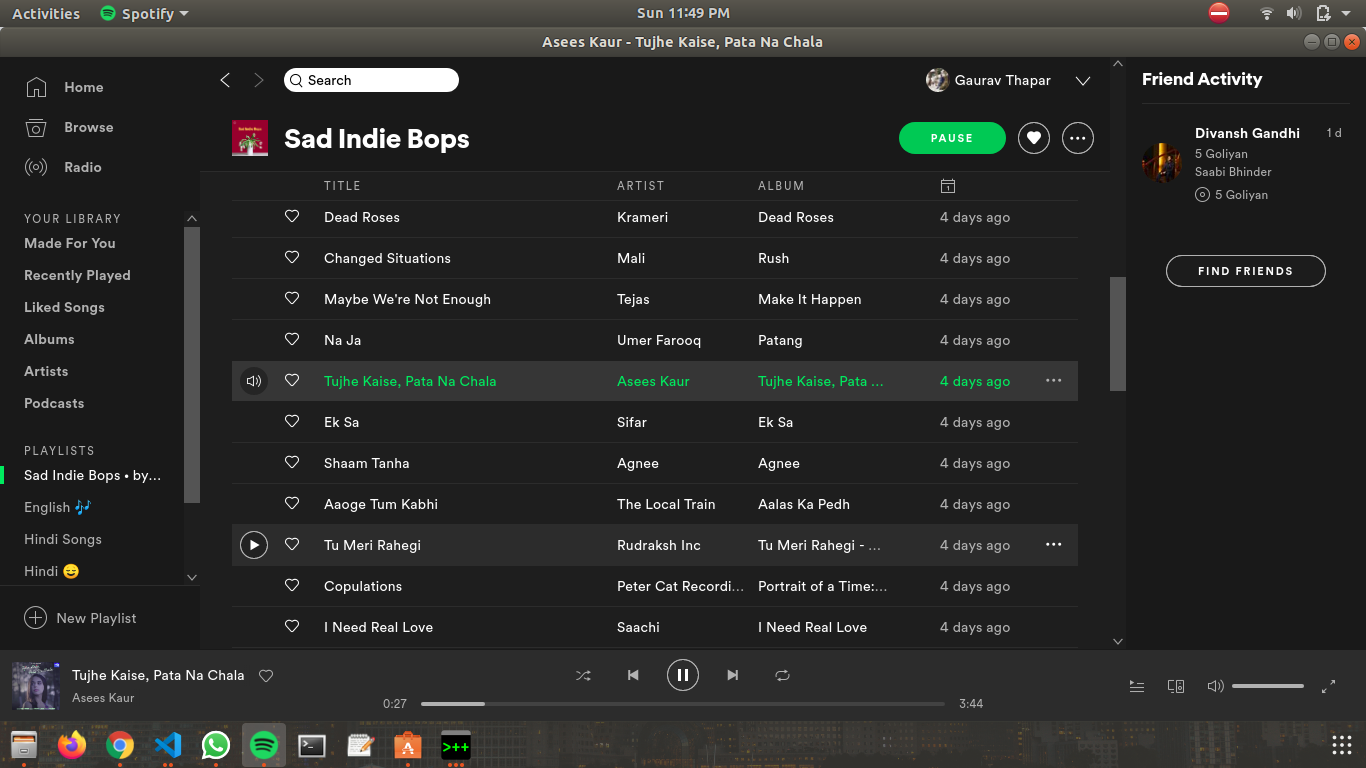 Activities Spotify Sun 11:49 PM
Asees Kaur - Tujhe Kaise, Pata Na Chala
Home
Browse
Radio
YOUR LIBRARY
Made For You
Recently Played
Liked Songs
Albums
Artists
Podcasts
PLAYLISTS
Sad Indie Bops • by…
English 🎶
Hindi Songs
Hindi 😄
New Playlist
Search
Gaurav Thapar
Sad Indie Bops
PAUSE
TITLE ARTIST ALBUM
Dead Roses Krameri Dead Roses 4 days ago
Changed Situations Mali Rush 4 days ago
Maybe We're Not Enough Tejas Make It Happen 4 days ago
Na Ja Umer Farooq Patang 4 days ago
Tujhe Kaise, Pata Na Chala Asees Kaur Tujhe Kaise, Pata … 4 days ago
Ek Sa Sifar Ek Sa 4 days ago
Shaam Tanha Agnee Agnee 4 days ago
Aaoge Tum Kabhi The Local Train Aalas Ka Pedh 4 days ago
Tu Meri Rahegi Rudraksh Inc Tu Meri Rahegi - … 4 days ago
Copulations Peter Cat Recordi… Portrait of a Time:… 4 days ago
I Need Real Love Saachi I Need Real Love 4 days ago
Friend Activity
Divansh Gandhi 1 d
5 Goliyan
Saabi Bhinder
5 Goliyan
FIND FRIENDS
Tujhe Kaise, Pata Na Chala
Asees Kaur
0:27 3:44
>++